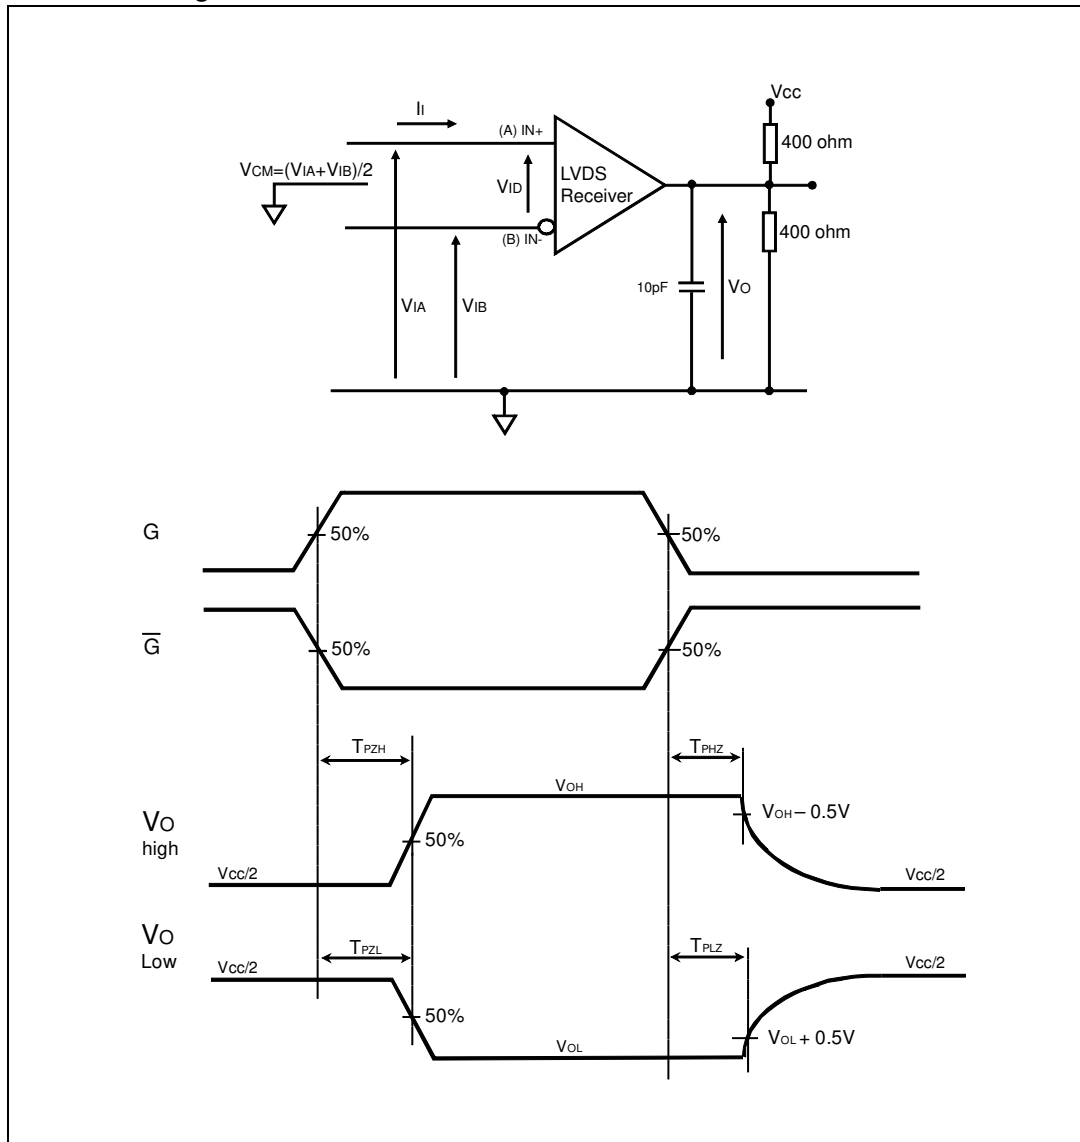 Vcc
II
(A) IN+
400 ohm
VCM=(VIA+VIB)/2
VID
LVDS
Receiver
(B) IN-
400 ohm
10pF
VO
VIA
VIB
G
50%
50%
G̅
50%
50%
TPZH
TPHZ
VOH
VOH – 0.5V
VO
high
50%
Vcc/2
Vcc/2
VO
Low
TPZL
TPLZ
Vcc/2
Vcc/2
50%
VOL
VOL + 0.5V